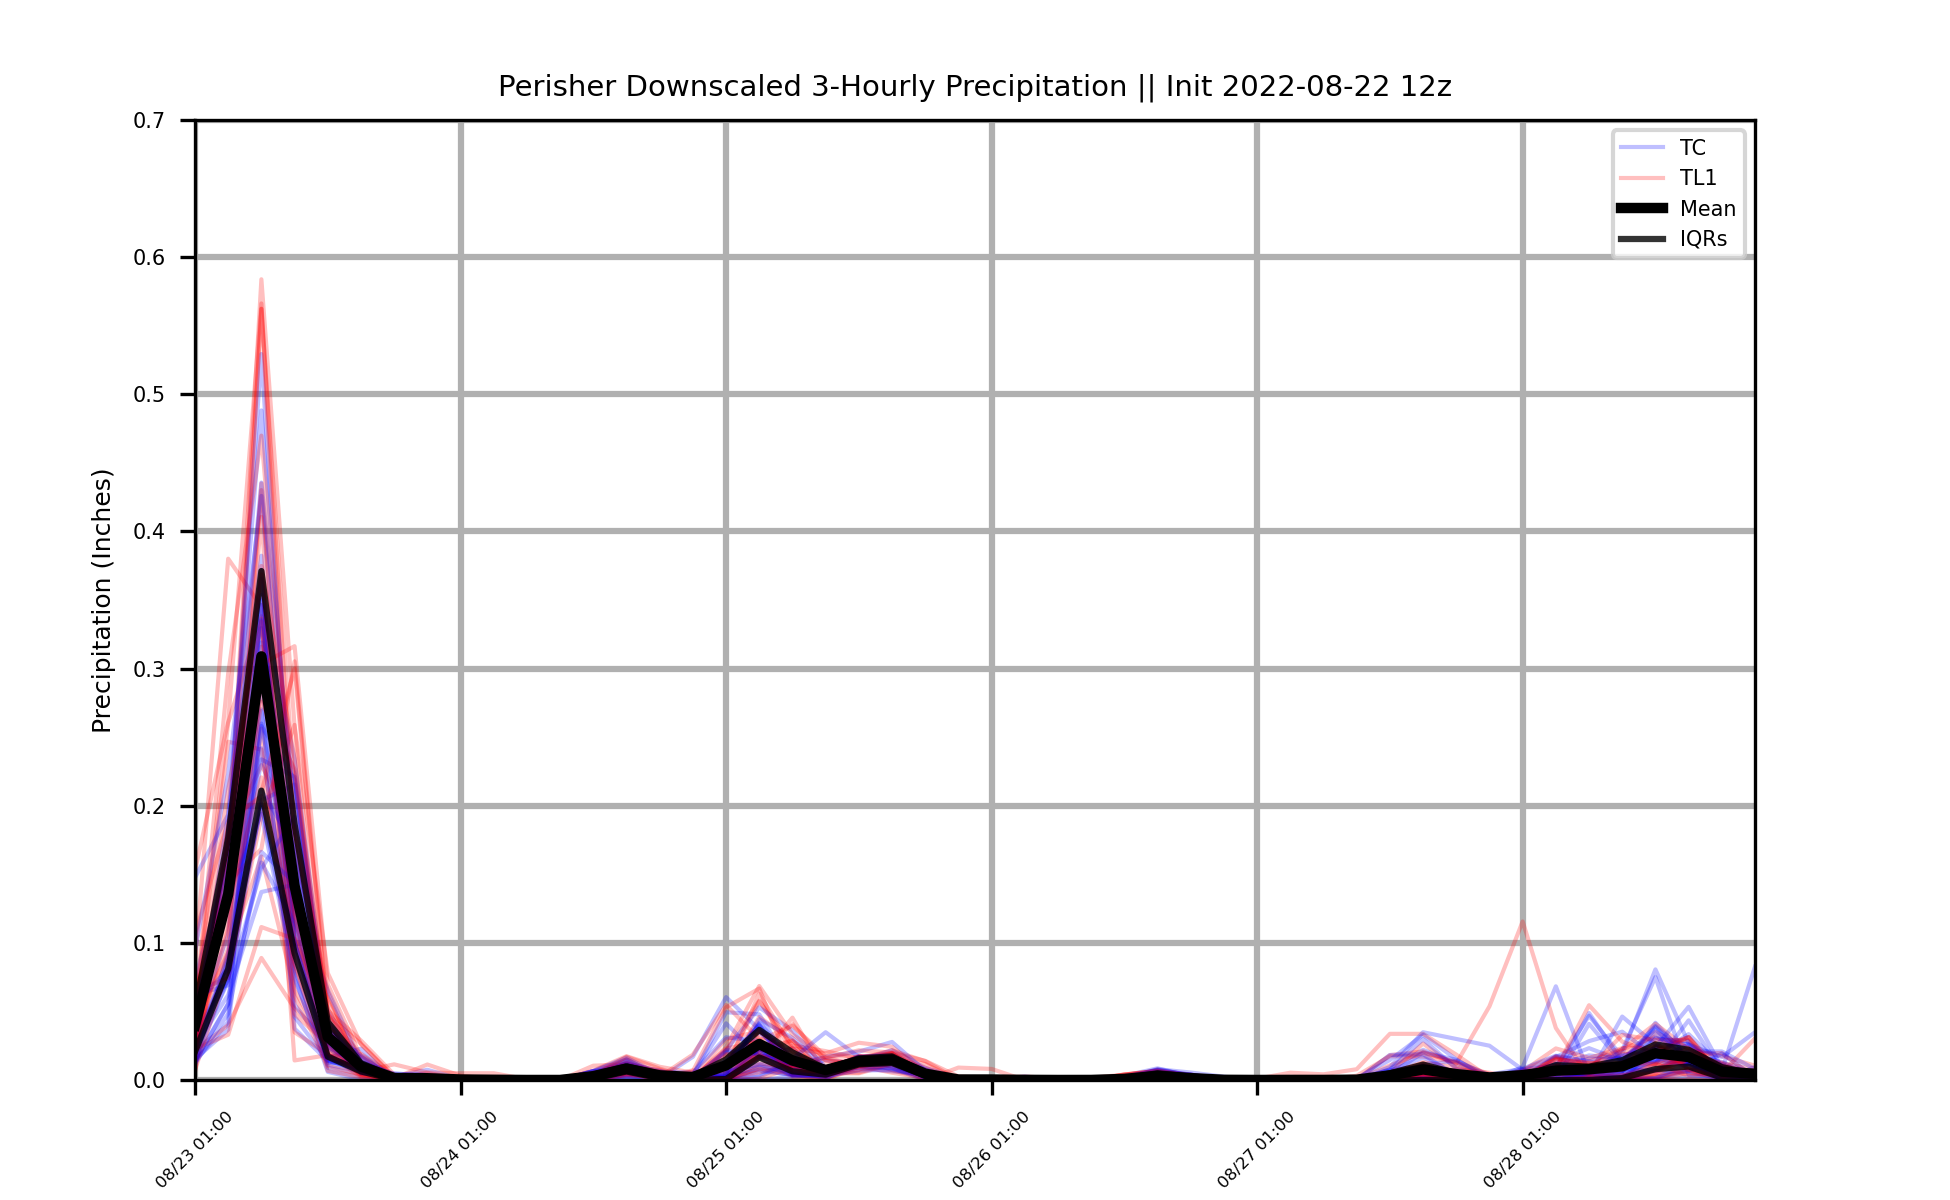 Perisher Downscaled 3-Hourly Precipitation || Init 2022-08-22 12z
TC
TL1
Mean
IQRs
Precipitation (Inches)
0.7
0.6
0.5
0.4
0.3
0.2
0.1
0.0
08/23 01:00
08/24 01:00
08/25 01:00
08/26 01:00
08/27 01:00
08/28 01:00